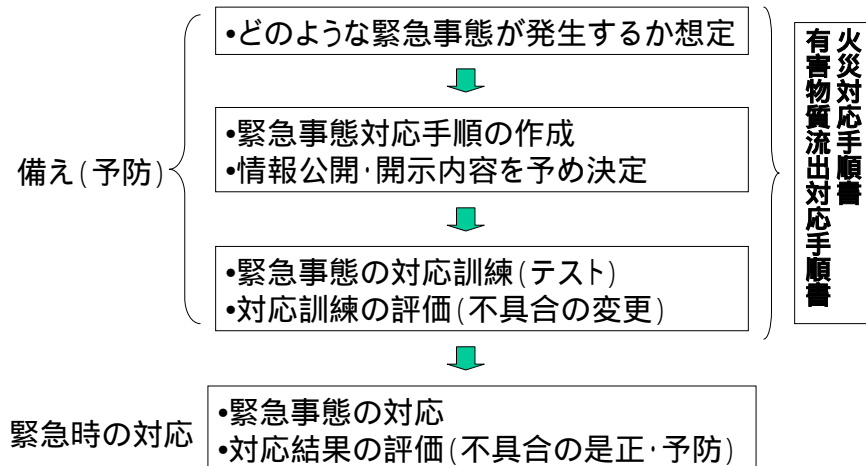 •どのような緊急事態が発生するか想定
•緊急事態対応手順の作成
•情報公開･開示内容を予め決定
備え(予防)
•緊急事態の対応訓練(テスト)
•対応訓練の評価(不具合の変更)
火災対応手順書
有害物質流出対応手順書
緊急時の対応
•緊急事態の対応
•対応結果の評価(不具合の是正･予防)